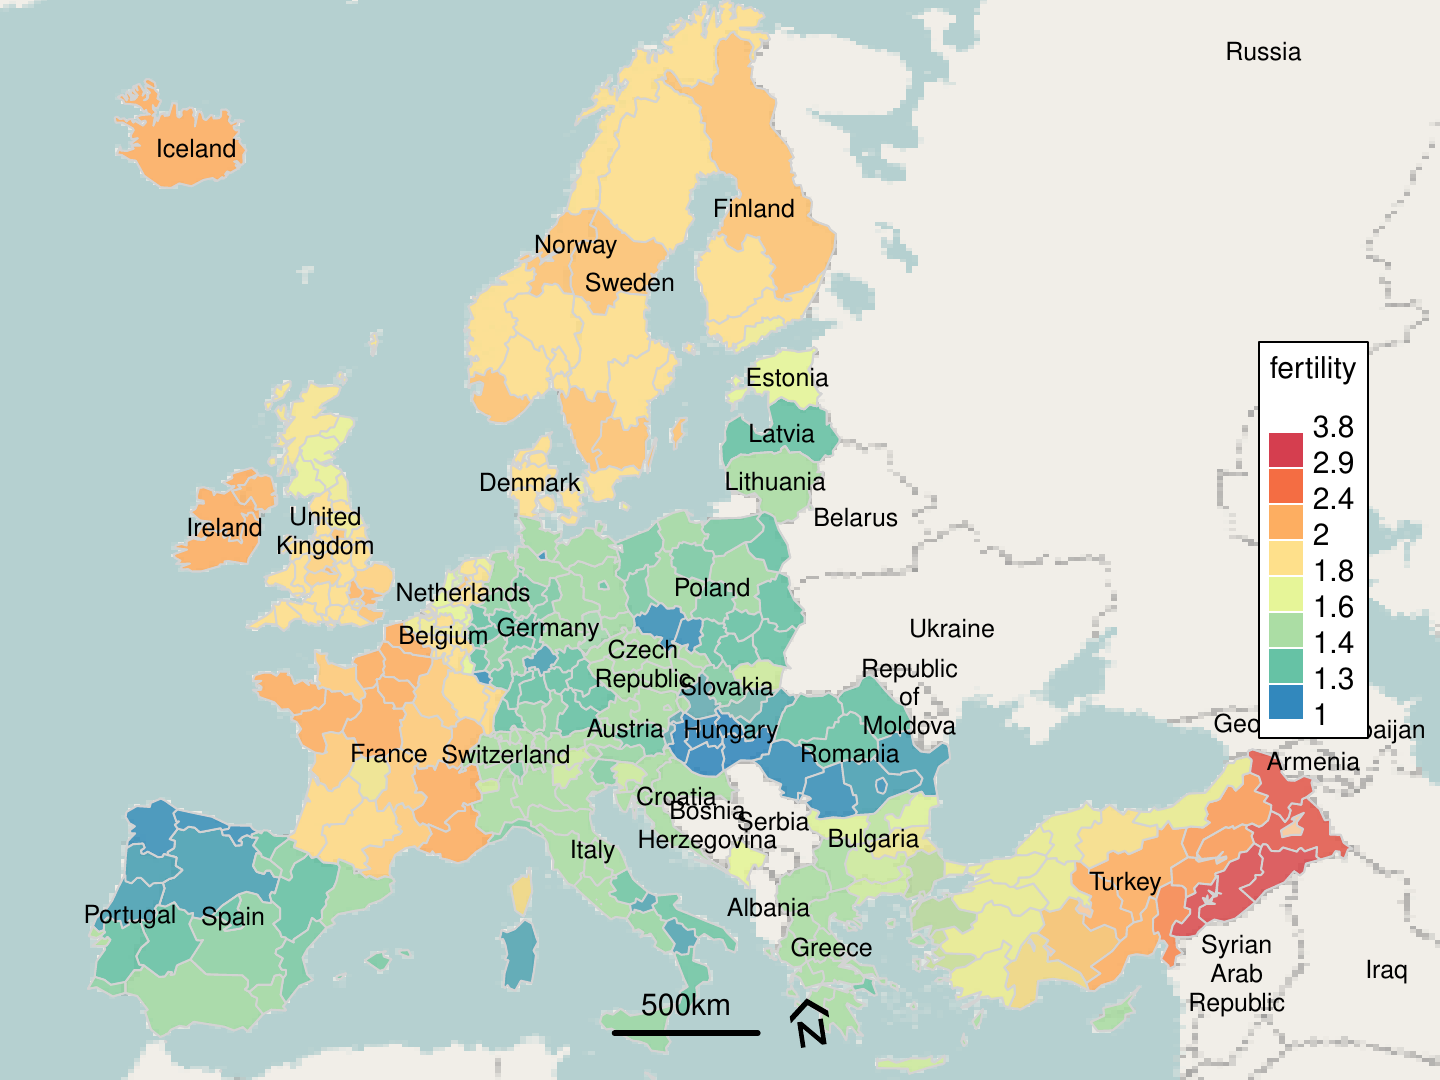 Russia
Iceland
Finland
Norway
Sweden
Estonia
Latvia
Denmark
Lithuania
Ireland
United
Kingdom
Belarus
Netherlands
Poland
Belgium
Germany
Ukraine
Czech
Republic
Slovakia
Republic
of
Moldova
Austria
Hungary
France
Switzerland
Romania
Geo
baijan
Armenia
Croatia
Bosnia
Herzegovina
Serbia
Bulgaria
Italy
Turkey
Portugal
Spain
Albania
Greece
Syrian
Arab
Republic
Iraq
500km
N
fertility
3.8
2.9
2.4
2
1.8
1.6
1.4
1.3
1